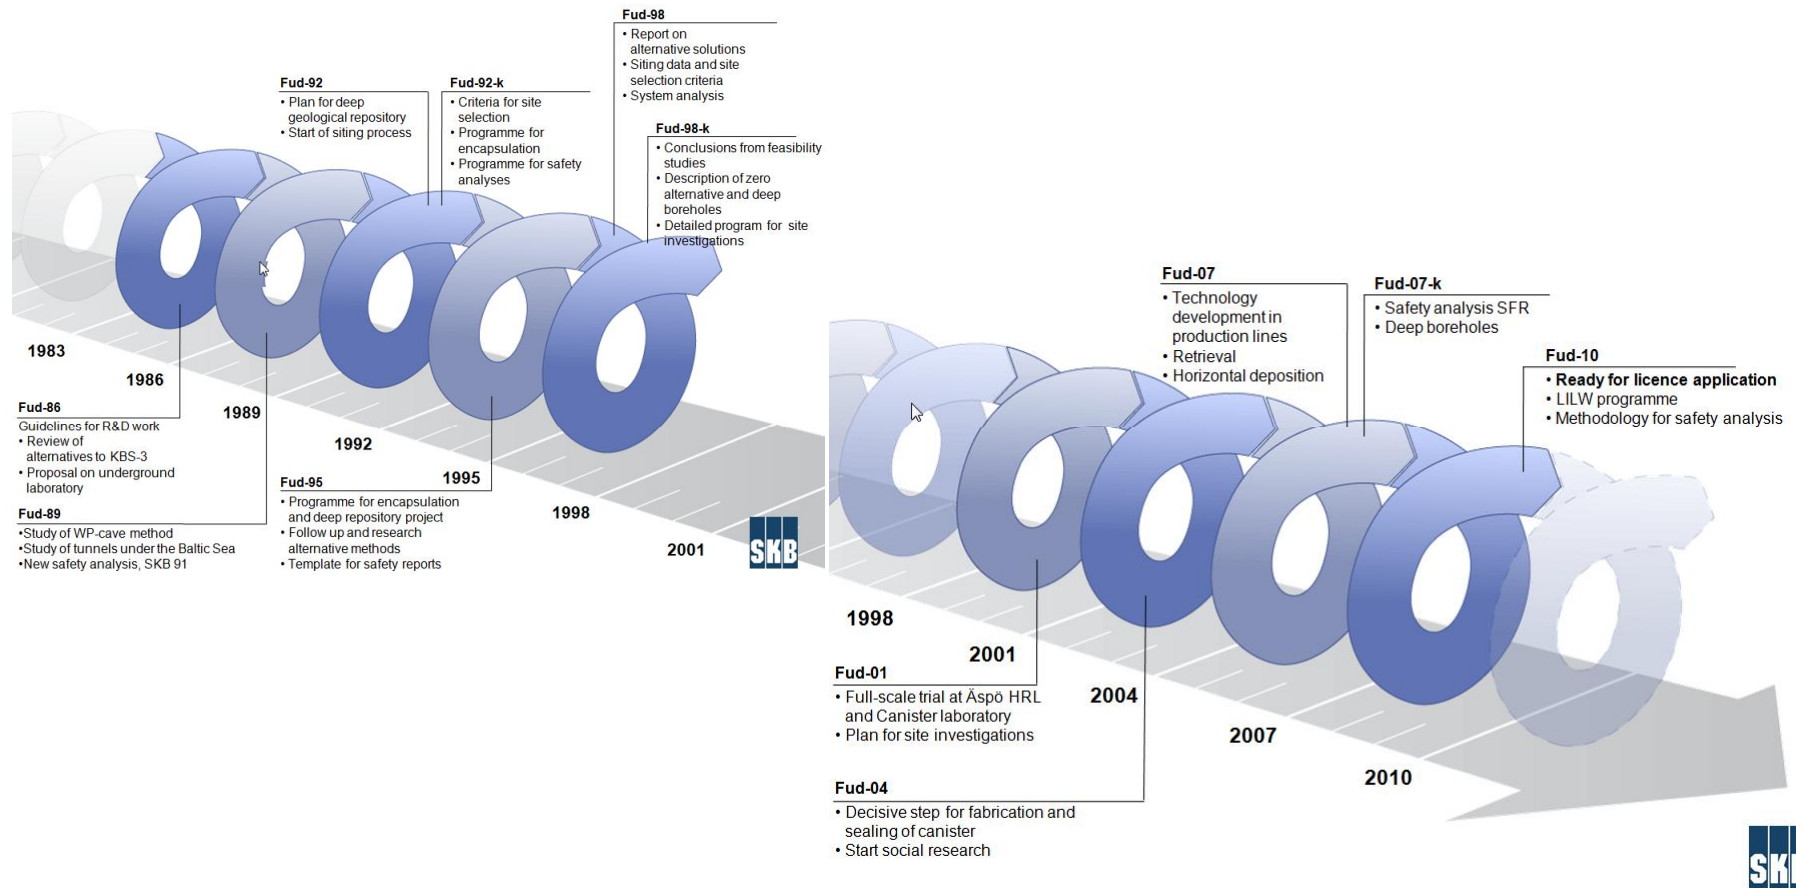 Fud-98
• Report on
alternative solutions
• Siting data and site
selection criteria
• System analysis
Fud-92
• Plan for deep
geological repository
• Start of siting process
Fud-92-k
• Criteria for site
selection
• Programme for
encapsulation
• Programme for safety
analyses
Fud-98-k
• Conclusions from feasibility
studies
• Description of zero
alternative and deep
boreholes
• Detailed program for site
investigations
1983
1986
1989
1992
1995
1998
2001
Fud-86
Guidelines for R&D work
• Review of
alternatives to KBS-3
• Proposal on underground
laboratory
Fud-89
•Study of WP-cave method
•Study of tunnels under the Baltic Sea
•New safety analysis, SKB 91
Fud-95
• Programme for encapsulation
and deep repository project
• Follow up and research
alternative methods
• Template for safety reports
SKB
Fud-07
• Technology
development in
production lines
• Retrieval
• Horizontal deposition
Fud-07-k
• Safety analysis SFR
• Deep boreholes
Fud-10
• Ready for licence application
• LILW programme
• Methodology for safety analysis
1998
2001
2004
2007
2010
Fud-01
• Full-scale trial at Äspö HRL
and Canister laboratory
• Plan for site investigations
Fud-04
• Decisive step for fabrication and
sealing of canister
• Start social research
SK